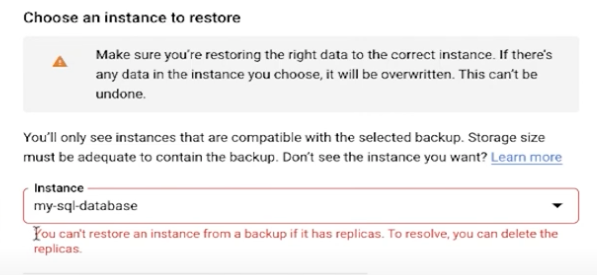 Choose an instance to restore
Make sure you're restoring the right data to the correct instance. If there's
any data in the instance you choose, it will be overwritten. This can't be
undone.
You'll only see instances that are compatible with the selected backup. Storage size
must be adequate to contain the backup. Don't see the instance you want? Learn more
Instance
my-sql-database
You can't restore an instance from a backup if it has replicas. To resolve, you can delete the
replicas.